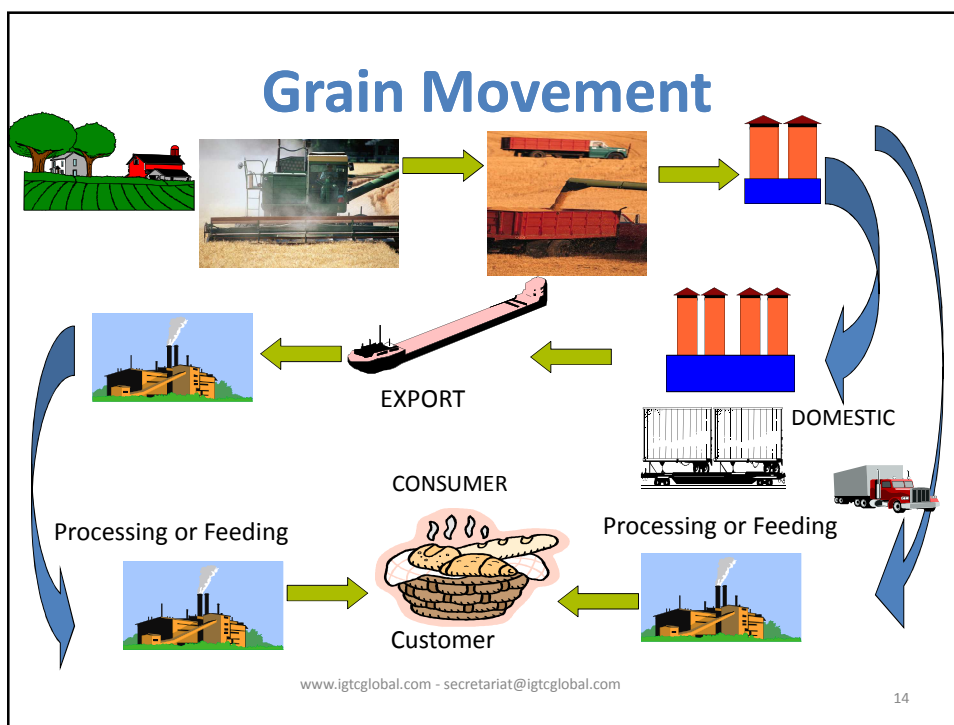 Grain Movement
EXPORT
DOMESTIC
CONSUMER
Processing or Feeding
Processing or Feeding
Customer
www.igtcglobal.com - secretariat@igtcglobal.com
14